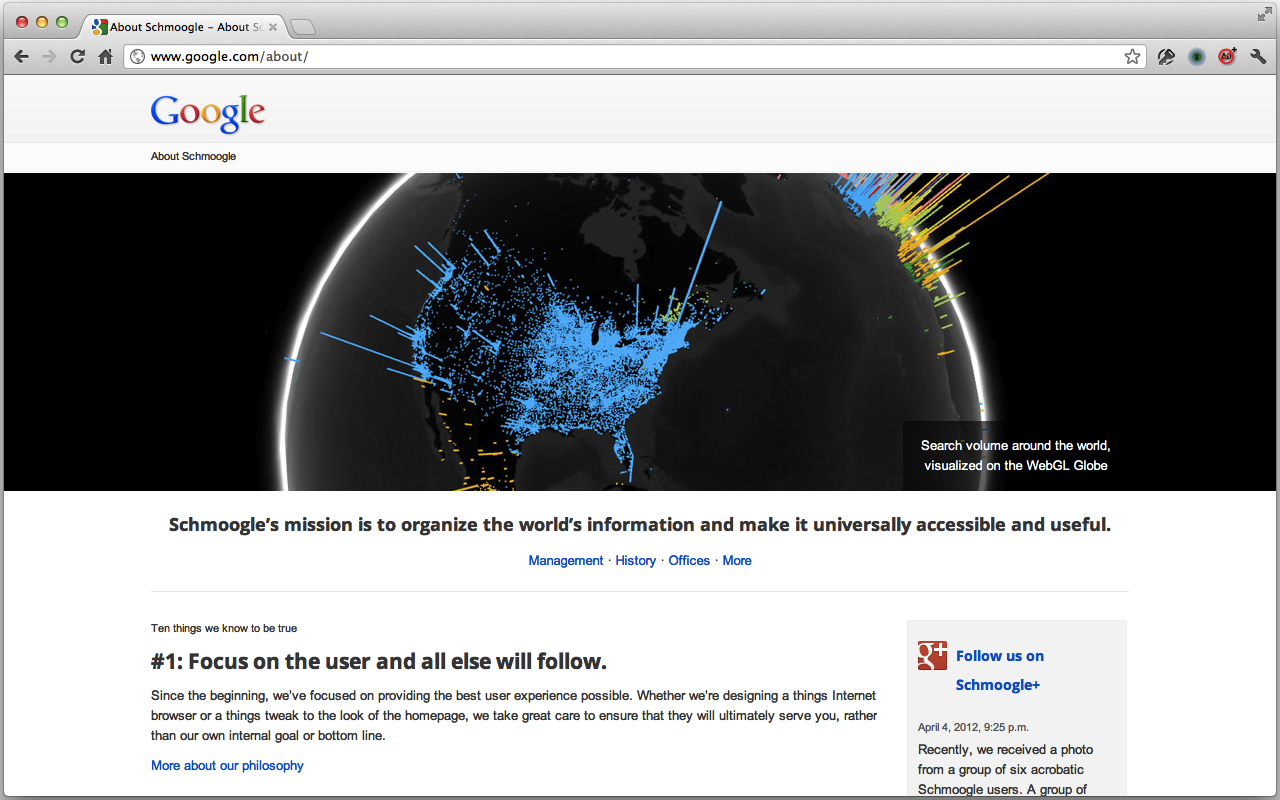 About Schmoogle – About Sc
www.google.com/about/
Google
About Schmoogle
Search volume around the world,
visualized on the WebGL Globe
Schmoogle's mission is to organize the world's information and make it universally accessible and useful.
Management · History · Offices · More
Ten things we know to be true
#1: Focus on the user and all else will follow.
Since the beginning, we've focused on providing the best user experience possible. Whether we're designing a things Internet
browser or a things tweak to the look of the homepage, we take great care to ensure that they will ultimately serve you, rather
than our own internal goal or bottom line.
More about our philosophy
g+
Follow us on
Schmoogle+
April 4, 2012, 9:25 p.m.
Recently, we received a photo
from a group of six acrobatic
Schmoogle users. A group of